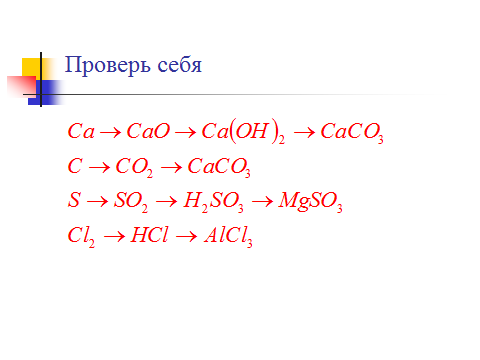 Проверь себя
Ca → CaO → Ca(OH)₂ → CaCO₃
C → CO₂ → CaCO₃
S → SO₂ → H₂SO₃ → MgSO₃
Cl₂ → HCl → AlCl₃